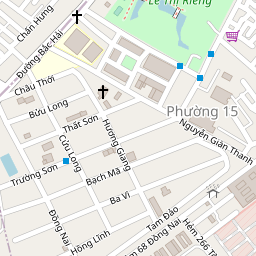 Lê Thị Riêng
Chấn Hưng
Đường Bắc Hải
Châu Thới
Bửu Long
Thất Sơn
Hương Giang
Phường 15
Nguyễn Giản Thanh
Cửu Long
Trường Sơn
Bạch Mã
Ba Vì
Đồng Nai
Tam Đảo
Hồng Lĩnh
ẻm 68 Đồng Nai
Hẻm 266 Tô